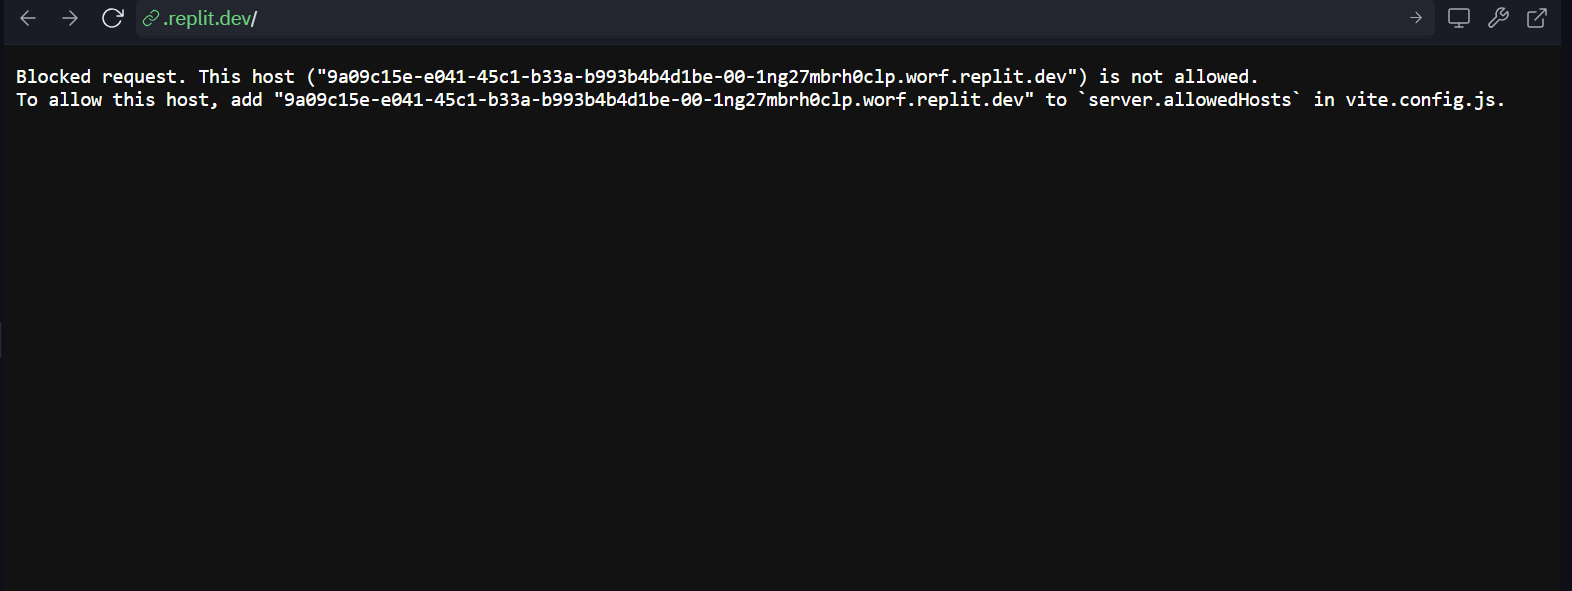 .replit.dev/
Blocked request. This host ("9a09c15e-e041-45c1-b33a-b993b4b4d1be-00-1ng27mbrh0clp.worf.replit.dev") is not allowed.
To allow this host, add "9a09c15e-e041-45c1-b33a-b993b4b4d1be-00-1ng27mbrh0clp.worf.replit.dev" to `server.allowedHosts` in vite.config.js.